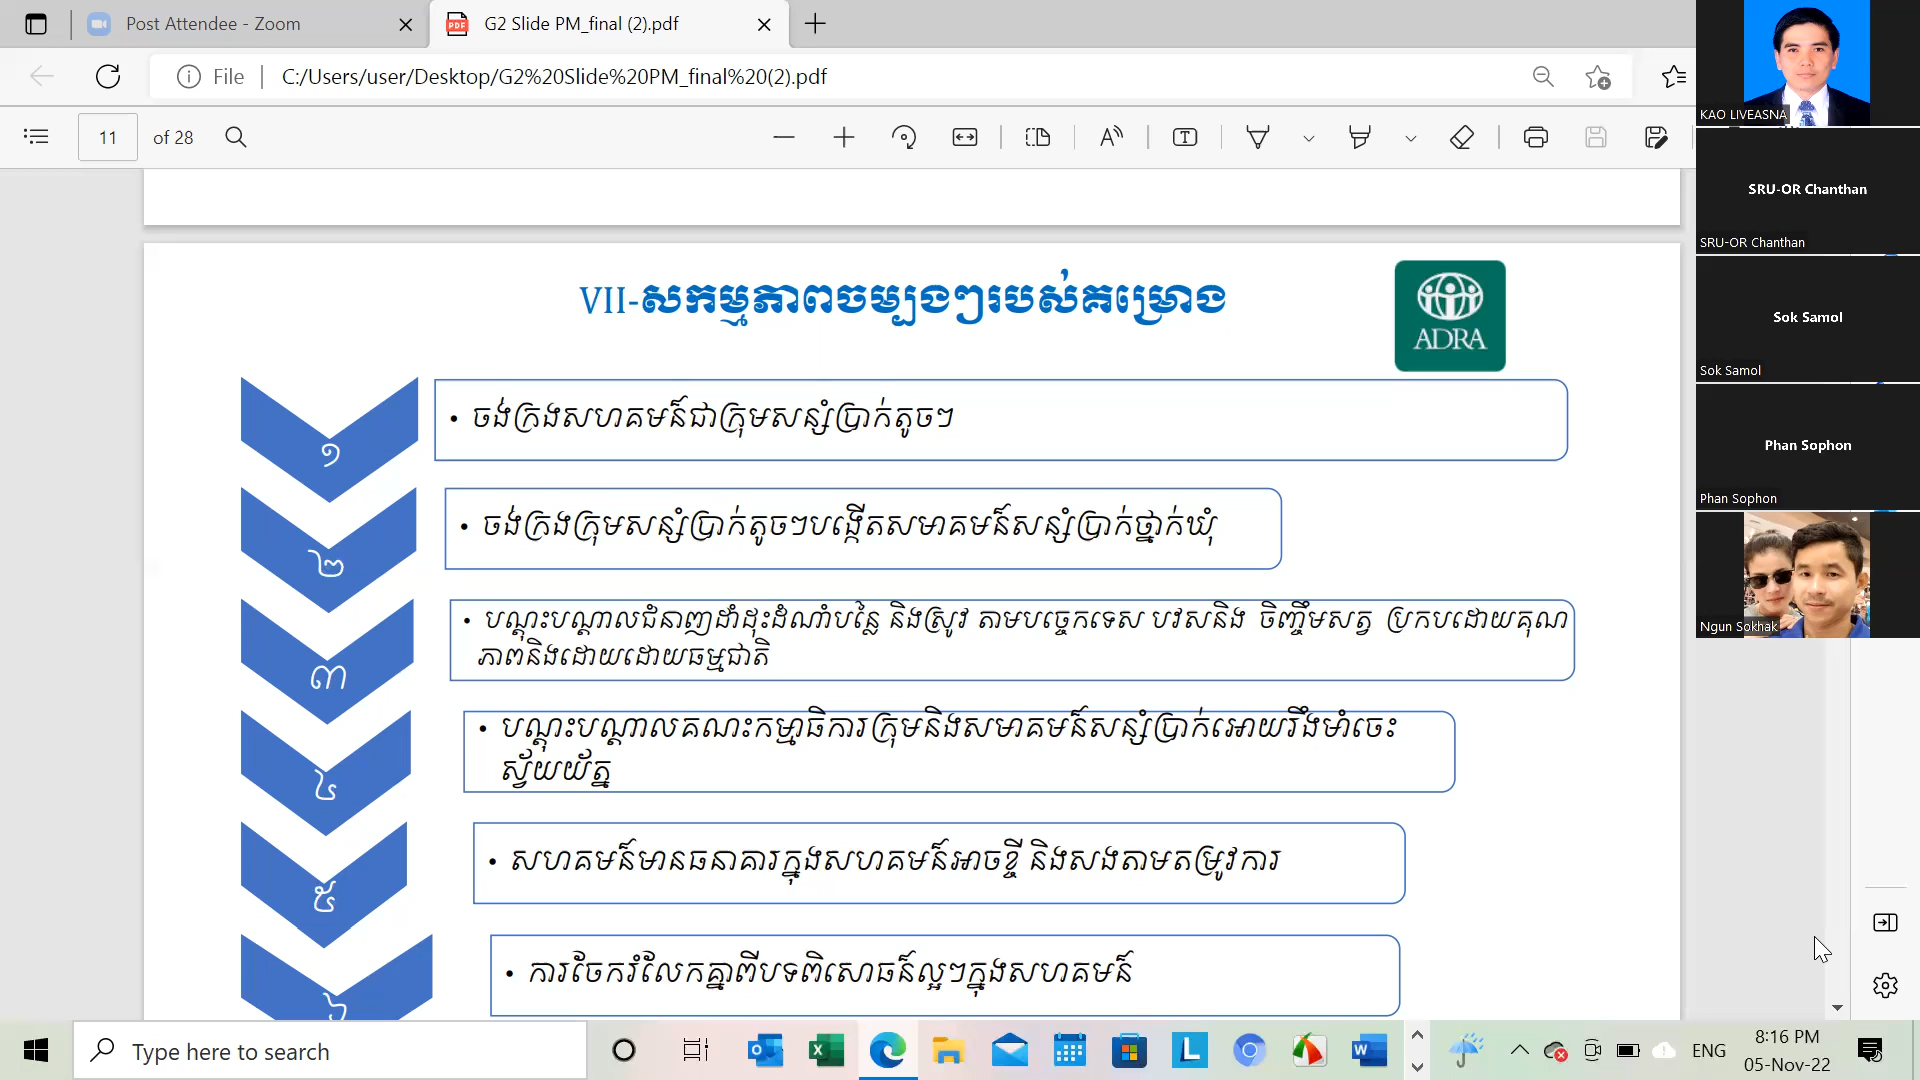 Post Attendee - Zoom
G2 Slide PM_final (2).pdf
File
C:/Users/user/Desktop/G2%20Slide%20PM_final%20(2).pdf
11 of 28
VII-សកម្មភាពចម្បងៗរបស់គម្រោង
ADRA
១
• ចង់ក្រងសហគមន៍ជាក្រុមសន្សំប្រាក់តូចៗ
២
• ចង់ក្រងក្រុមសន្សំប្រាក់តូចៗបង្កើតសមាគមន៍សន្សំប្រាក់ថ្នាក់ឃុំ
៣
• បណ្តុះបណ្តាលជំនាញដាំដុះដំណាំបន្លៃ និងស្រូវ តាមបច្ចេកទេស បវសនិង ចិញ្ចឹមសត្វ ប្រកបដោយគុណ
ភាពនិងដោយដោយធម្មជាតិ
៤
• បណ្តុះបណ្តាលគណះកម្មាធិការក្រុមនិងសមាគមន៍សន្សំប្រាក់អោយរឹងមាំចេះ
ស្វ័យយ័ត្ន
៥
• សហគមន៍មានធនាគារក្នុងសហគមន៍អាចខ្ចី និងសងតាមតម្រូវការ
៦
• ការចែករំលែកគ្នាពីបទពិសោធន៍ល្អៗក្នុងសហគមន៍
KAO LIVEASNA
SRU-OR Chanthan
SRU-OR Chanthan
Sok Samol
Sok Samol
Phan Sophon
Phan Sophon
Ngun Sokhak
Type here to search
ENG
8:16 PM
05-Nov-22